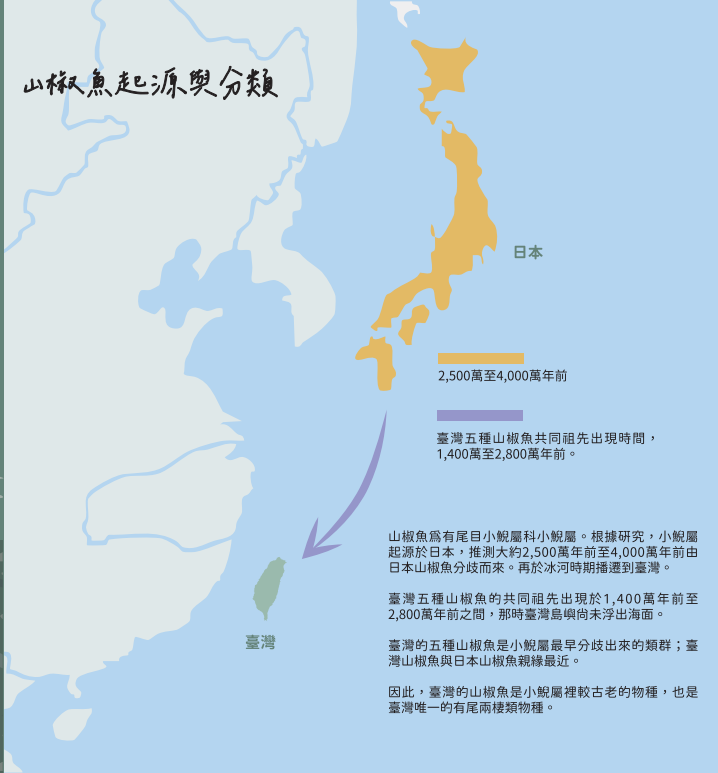 山椒魚起源與分類
日本
2,500萬至4,000萬年前
臺灣五種山椒魚共同祖先出現時間，
1,400萬至2,800萬年前。
山椒魚為有尾目小鯢屬科小鯢屬。根據研究，小鯢屬
起源於日本，推測大約2,500萬年前至4,000萬年前由
日本山椒魚分歧而來。再於冰河時期播遷到臺灣。
臺灣五種山椒魚的共同祖先出現於1,400萬年前至
2,800萬年前之間，那時臺灣島嶼尚未浮出海面。
臺灣的五種山椒魚是小鯢屬最早分歧出來的類群；臺
灣山椒魚與日本山椒魚親緣最近。
因此，臺灣的山椒魚是小鯢屬裡較古老的物種，也是
臺灣唯一的有尾兩棲類物種。
臺灣